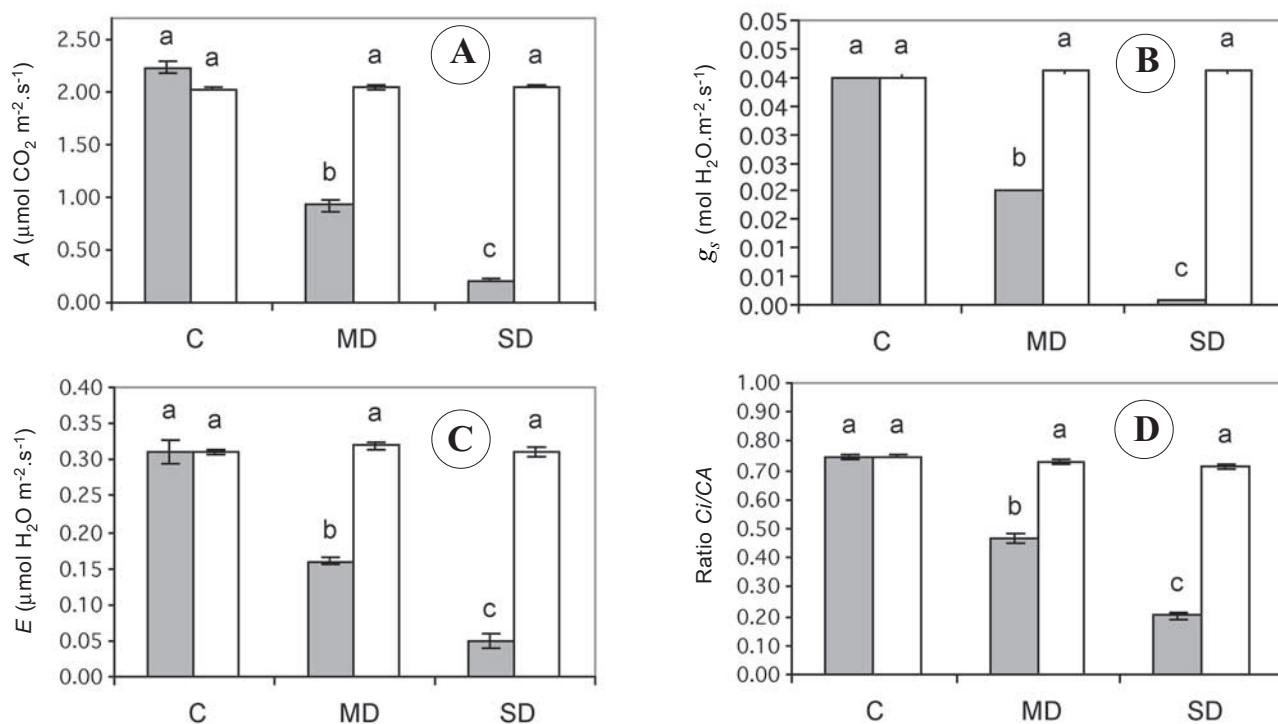 A
A (μmol CO₂ m⁻².s⁻¹)
2.50
2.00
1.50
1.00
0.50
0.00
a a a a
b
c
C MD SD
B
gₛ (mol H₂O.m⁻².s⁻¹)
0.05
0.05
0.04
0.04
0.03
0.03
0.02
0.02
0.01
0.01
0.00
a a a a
b
c
C MD SD
C
E (μmol H₂O m⁻².s⁻¹)
0.40
0.35
0.30
0.25
0.20
0.15
0.10
0.05
0.00
a a a a
b
c
C MD SD
D
Ratio Ci/CA
1.00
0.90
0.80
0.70
0.60
0.50
0.40
0.30
0.20
0.00
a a a a
b
c
C MD SD